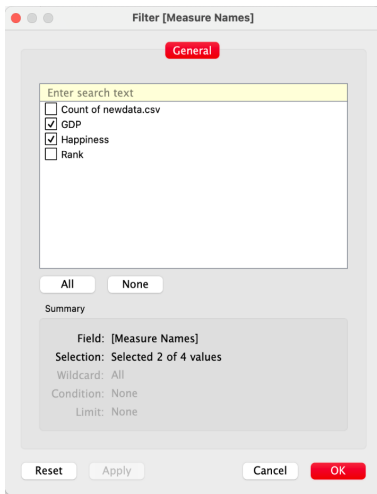 Filter [Measure Names]
General
Enter search text
Count of newdata.csv
GDP
Happiness
Rank
All None
Summary
Field: [Measure Names]
Selection: Selected 2 of 4 values
Wildcard: All
Condition: None
Limit: None
Reset Apply Cancel OK